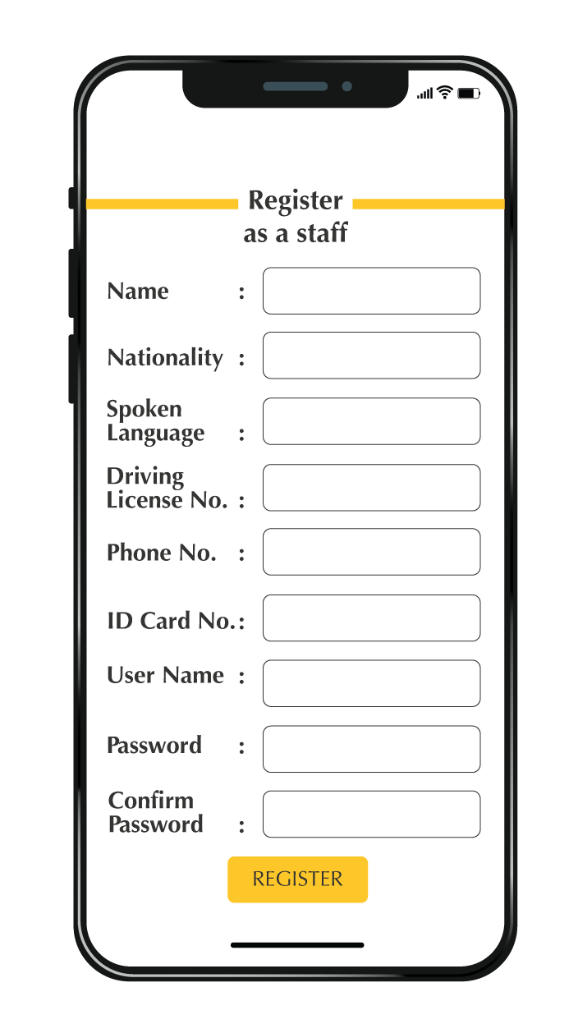 Register
as a staff
Name :
Nationality :
Spoken
Language :
Driving
License No. :
Phone No. :
ID Card No.:
User Name :
Password :
Confirm
Password :
REGISTER